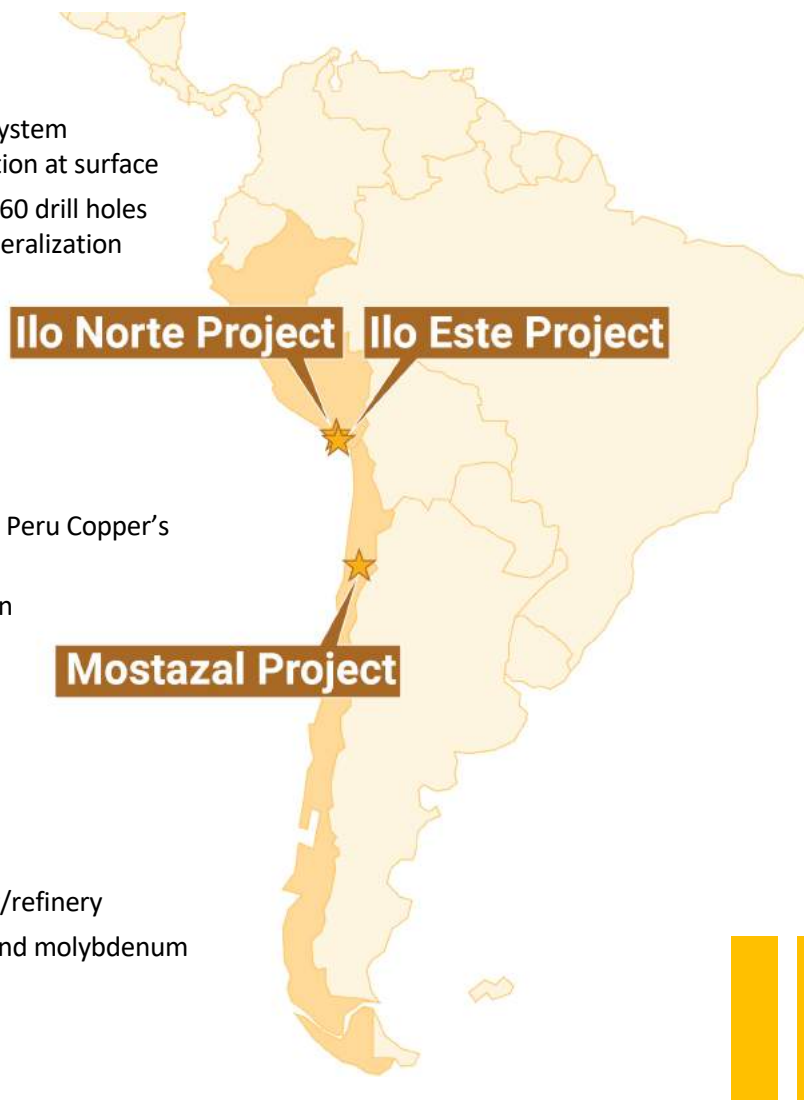 ystem
tion at surface
60 drill holes
eralization
Ilo Norte Project
Ilo Este Project
Peru Copper’s
n
Mostazal Project
/refinery
nd molybdenum